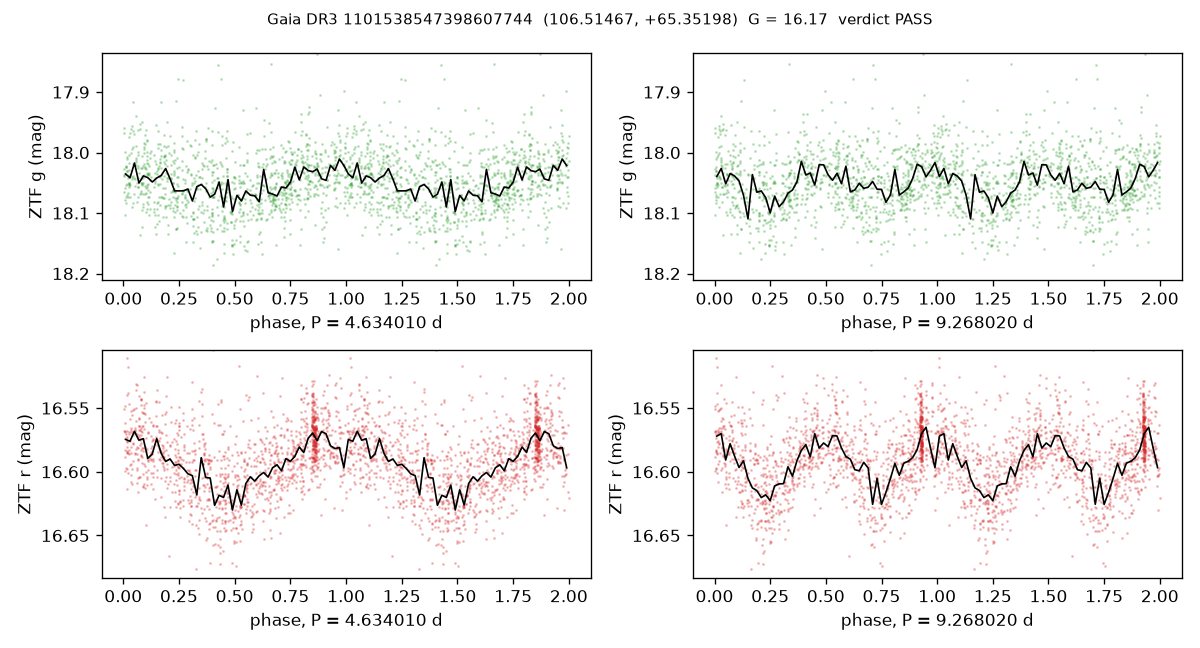 Gaia DR3 1101538547398607744 (106.51467, +65.35198) G = 16.17 verdict PASS
ZTF g (mag)
17.9
18.0
18.1
18.2
0.00 0.25 0.50 0.75 1.00 1.25 1.50 1.75 2.00
phase, P = 4.634010 d
ZTF g (mag)
17.9
18.0
18.1
18.2
0.00 0.25 0.50 0.75 1.00 1.25 1.50 1.75 2.00
phase, P = 9.268020 d
ZTF r (mag)
16.55
16.60
16.65
0.00 0.25 0.50 0.75 1.00 1.25 1.50 1.75 2.00
phase, P = 4.634010 d
ZTF r (mag)
16.55
16.60
16.65
0.00 0.25 0.50 0.75 1.00 1.25 1.50 1.75 2.00
phase, P = 9.268020 d